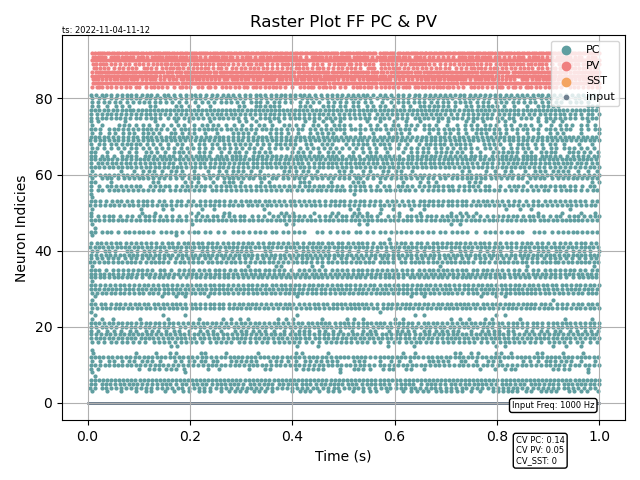 Raster Plot FF PC & PV
ts: 2022-11-04-11-12
PC
PV
SST
input
80
60
40
20
0
Neuron Indicies
Input Freq: 1000 Hz
0.0 0.2 0.4 0.6 0.8 1.0
Time (s)
CV PC: 0.14
CV PV: 0.05
CV_SST: 0